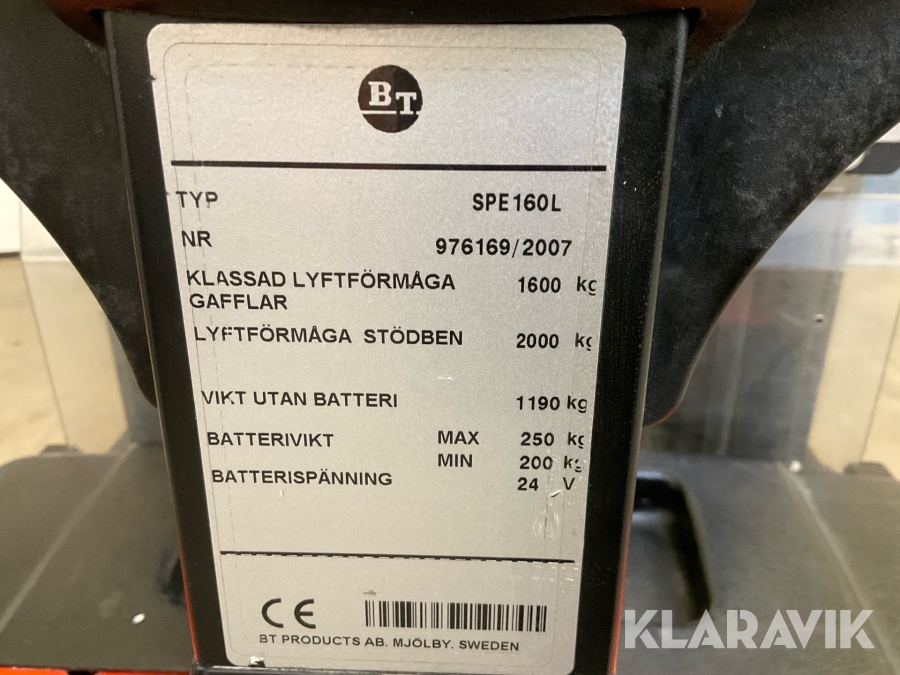 BT
TYP SPE160L
NR 976169/2007
KLASSAD LYFTFÖRMÅGA 1600 kg
GAFFLAR
LYFTFÖRMÅGA STÖDBEN 2000 kg
VIKT UTAN BATTERI 1190 kg
BATTERIVIKT MAX 250 kg
MIN 200 kg
BATTERISPÄNNING 24 V
CE
BT PRODUCTS AB. MJÖLBY. SWEDEN
KLARAVIK